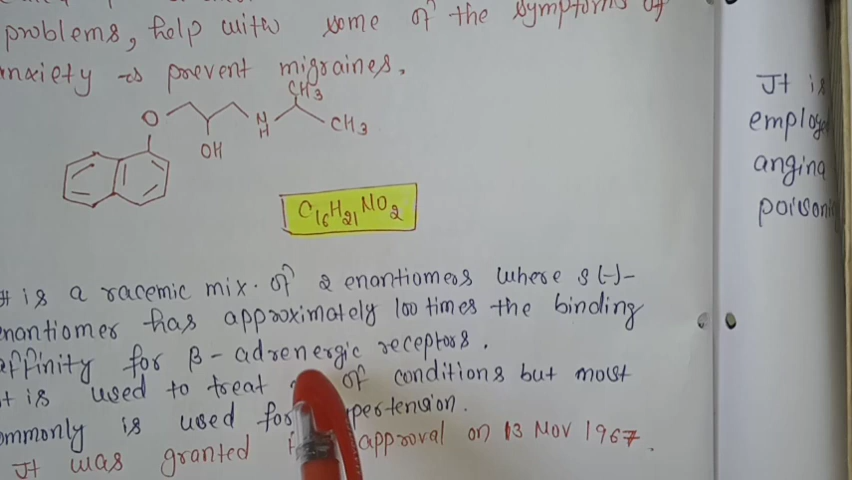 problems, help with some of the symptoms of
anxiety & prevent migraines.
CH3
O
N
H
CH3
OH
C16H21NO2
It is a racemic mix. of 2 enantiomers where S(-)-
enantiomer has approximately 100 times the binding
affinity for β-adrenergic receptors.
It is used to treat of conditions but most
commonly is used for
It was granted approval on 13 Nov 1967.
It is
angina